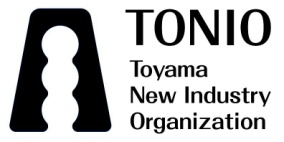 TONIO
Toyama
New Industry
Organization